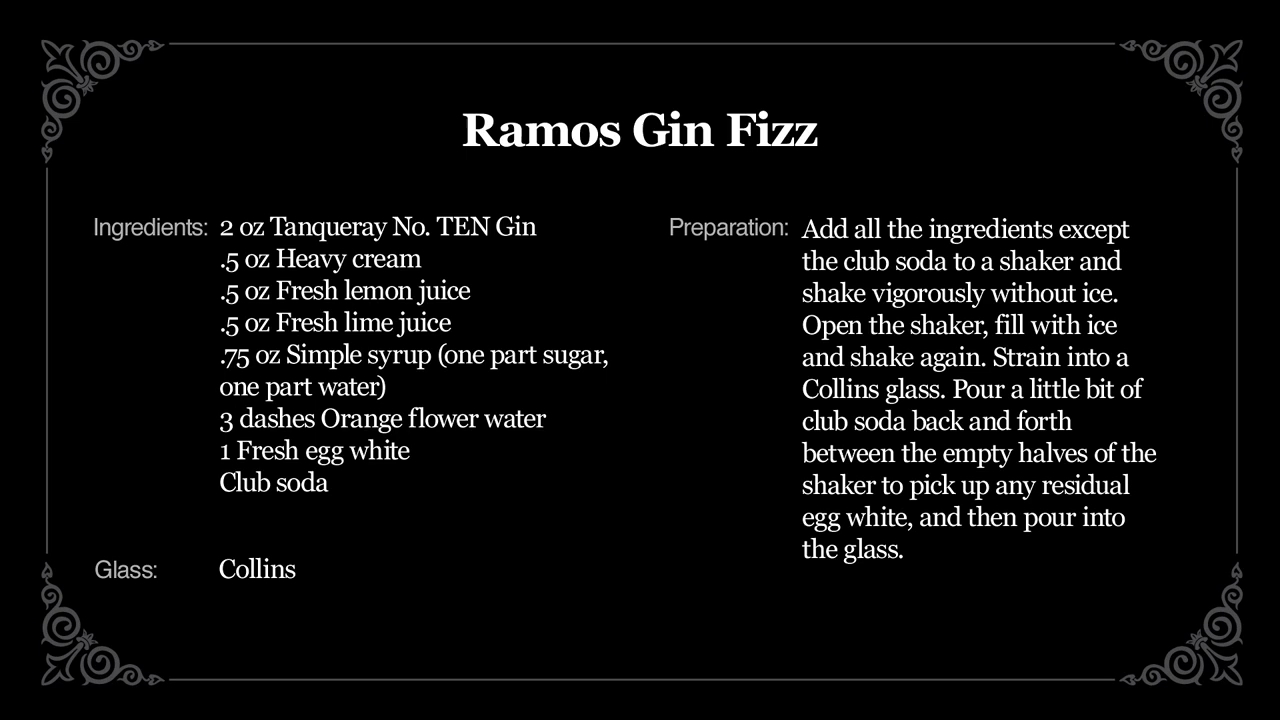 Ramos Gin Fizz
Ingredients:
2 oz Tanqueray No. TEN Gin
.5 oz Heavy cream
.5 oz Fresh lemon juice
.5 oz Fresh lime juice
.75 oz Simple syrup (one part sugar,
one part water)
3 dashes Orange flower water
1 Fresh egg white
Club soda
Glass:
Collins
Preparation:
Add all the ingredients except
the club soda to a shaker and
shake vigorously without ice.
Open the shaker, fill with ice
and shake again. Strain into a
Collins glass. Pour a little bit of
club soda back and forth
between the empty halves of the
shaker to pick up any residual
egg white, and then pour into
the glass.